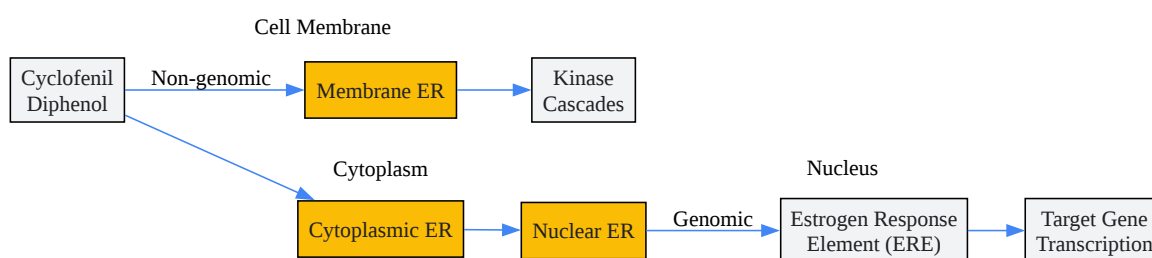 Cell Membrane
Cyclofenil
Diphenol
Non-genomic
Membrane ER
Kinase
Cascades
Cytoplasm
Nucleus
Cytoplasmic ER
Nuclear ER
Genomic
Estrogen Response
Element (ERE)
Target Gene
Transcription